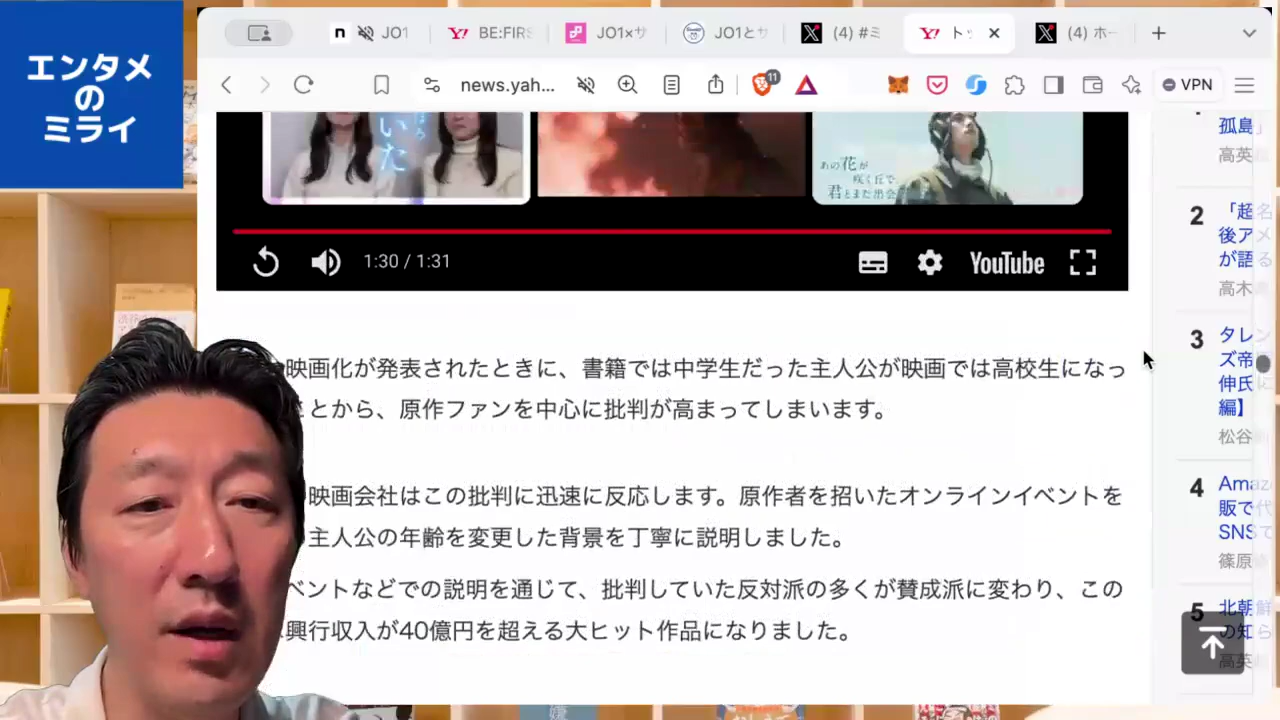 エンタメ
の
ミライ
n JO1
BE:FIRS
JO1×サ
JO1とサ
(4) #ミ
ト
(4) ホー
news.yah...
11
VPN
いた
あの花が
咲く丘で、
君とまた出会
1:30 / 1:31
YouTube
映画化が発表されたときに、書籍では中学生だった主人公が映画では高校生になっ
とから、原作ファンを中心に批判が高まってしまいます。
映画会社はこの批判に迅速に反応します。原作者を招いたオンラインイベントを
主人公の年齢を変更した背景を丁寧に説明しました。
ベントなどでの説明を通じて、批判していた反対派の多くが賛成派に変わり、この
興行収入が40億円を超える大ヒット作品になりました。
孤島」
高英
2
「超名
後アメ
が語る
高木
3
タレン
ズ帝
伸氏に
編】
松谷
4
Amaz
販で代
SNSで
篠原
5
北朝鮮
の知ら
高英